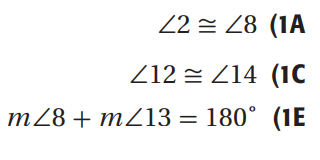 ∠2 ≅ ∠8 (1A
∠12 ≅ ∠14 (1C
m∠8 + m∠13 = 180° (1E